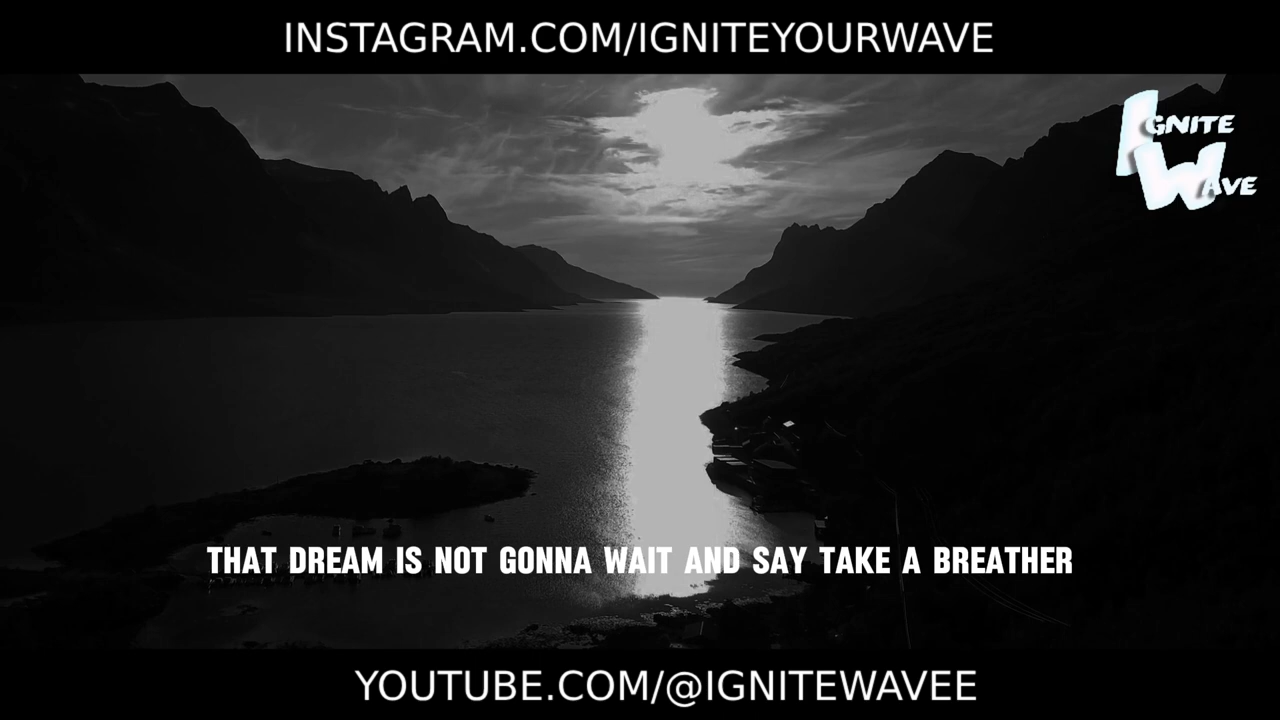 INSTAGRAM.COM/IGNITEYOURWAVE
IGNITE
WAVE
THAT DREAM IS NOT GONNA WAIT AND SAY TAKE A BREATHER
YOUTUBE.COM/@IGNITEWAVEE